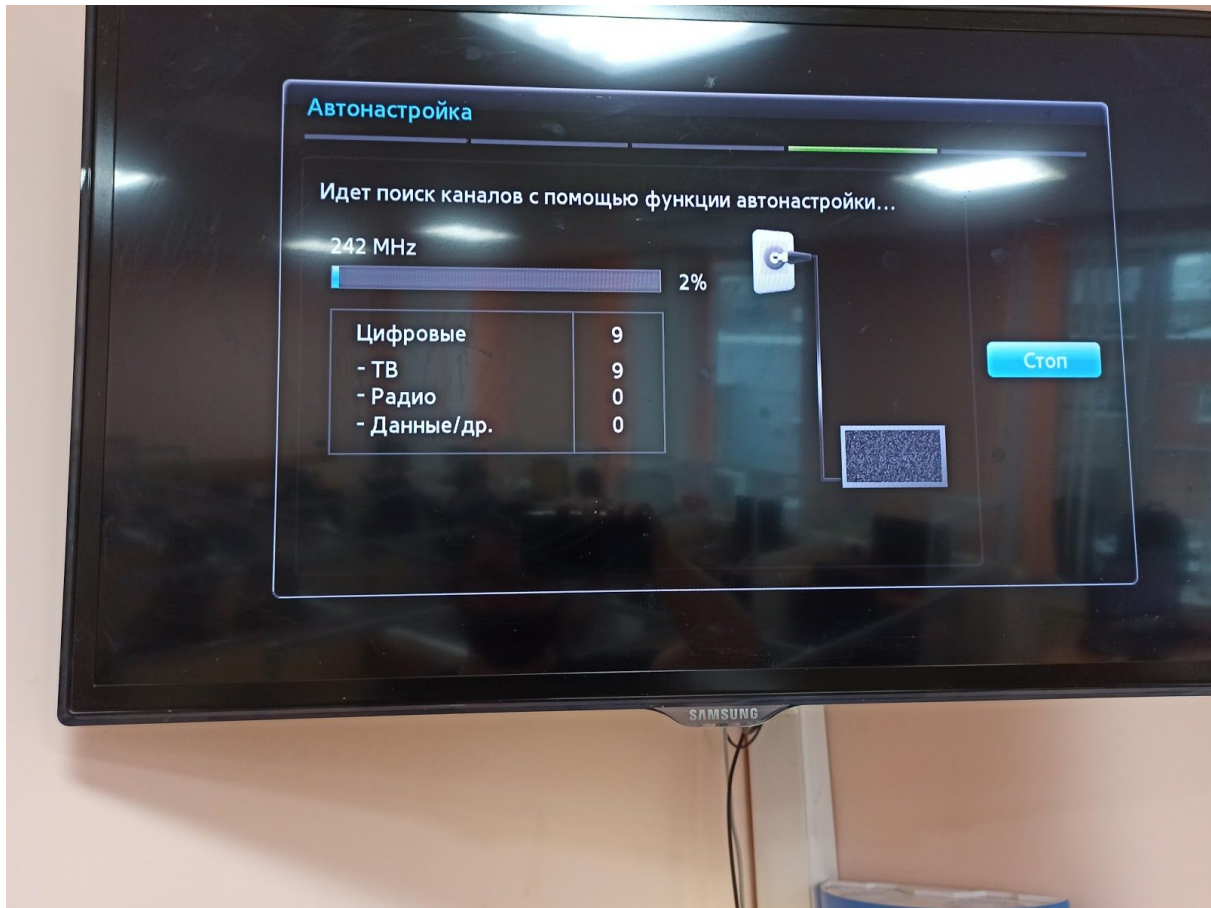 Автонастройка
Идет поиск каналов с помощью функции автонастройки...
242 MHz
2%
Цифровые 9
- ТВ 9
- Радио 0
- Данные/др. 0
Стоп
SAMSUNG